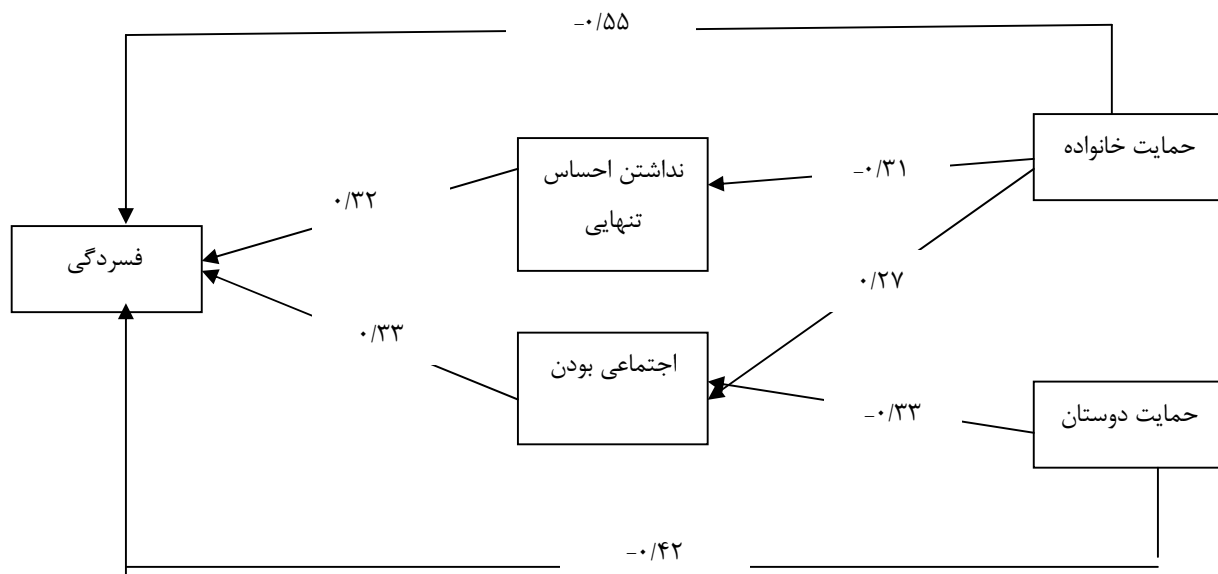 -۰/۵۵
حمایت خانواده
نداشتن احساس
تنهایی
-۰/۳۱
۰/۳۲
فسردگی
۰/۲۷
۰/۳۳
اجتماعی بودن
حمایت دوستان
-۰/۳۳
-۰/۴۲